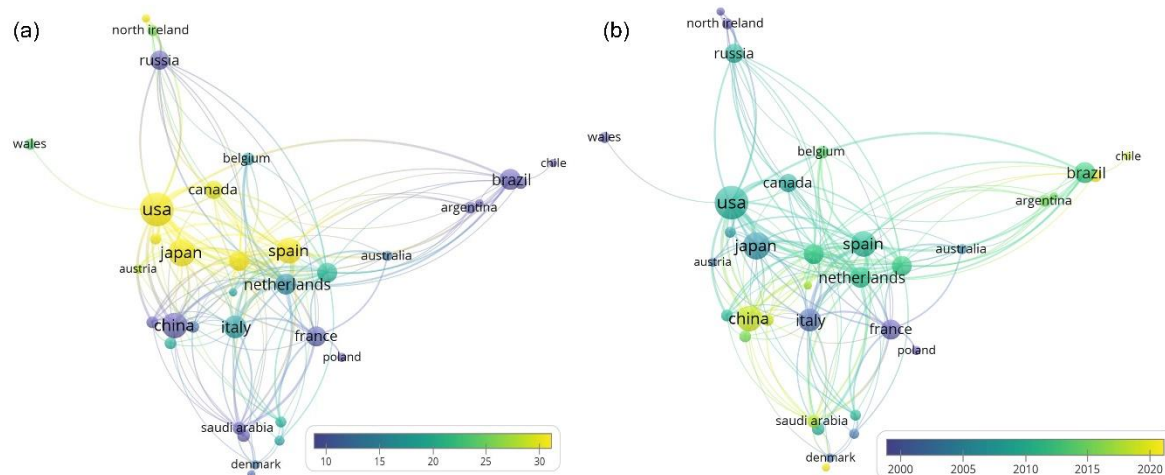 (a)
north ireland
russia
wales
belgium
chile
canada
brazil
usa
argentina
japan
spain
australia
austria
netherlands
china
italy
france
poland
saudi arabia
denmark
10 15 20 25 30
(b)
north ireland
russia
wales
belgium
chile
canada
brazil
usa
argentina
japan
spain
australia
austria
netherlands
china
italy
france
poland
saudi arabia
denmark
2000 2005 2010 2015 2020